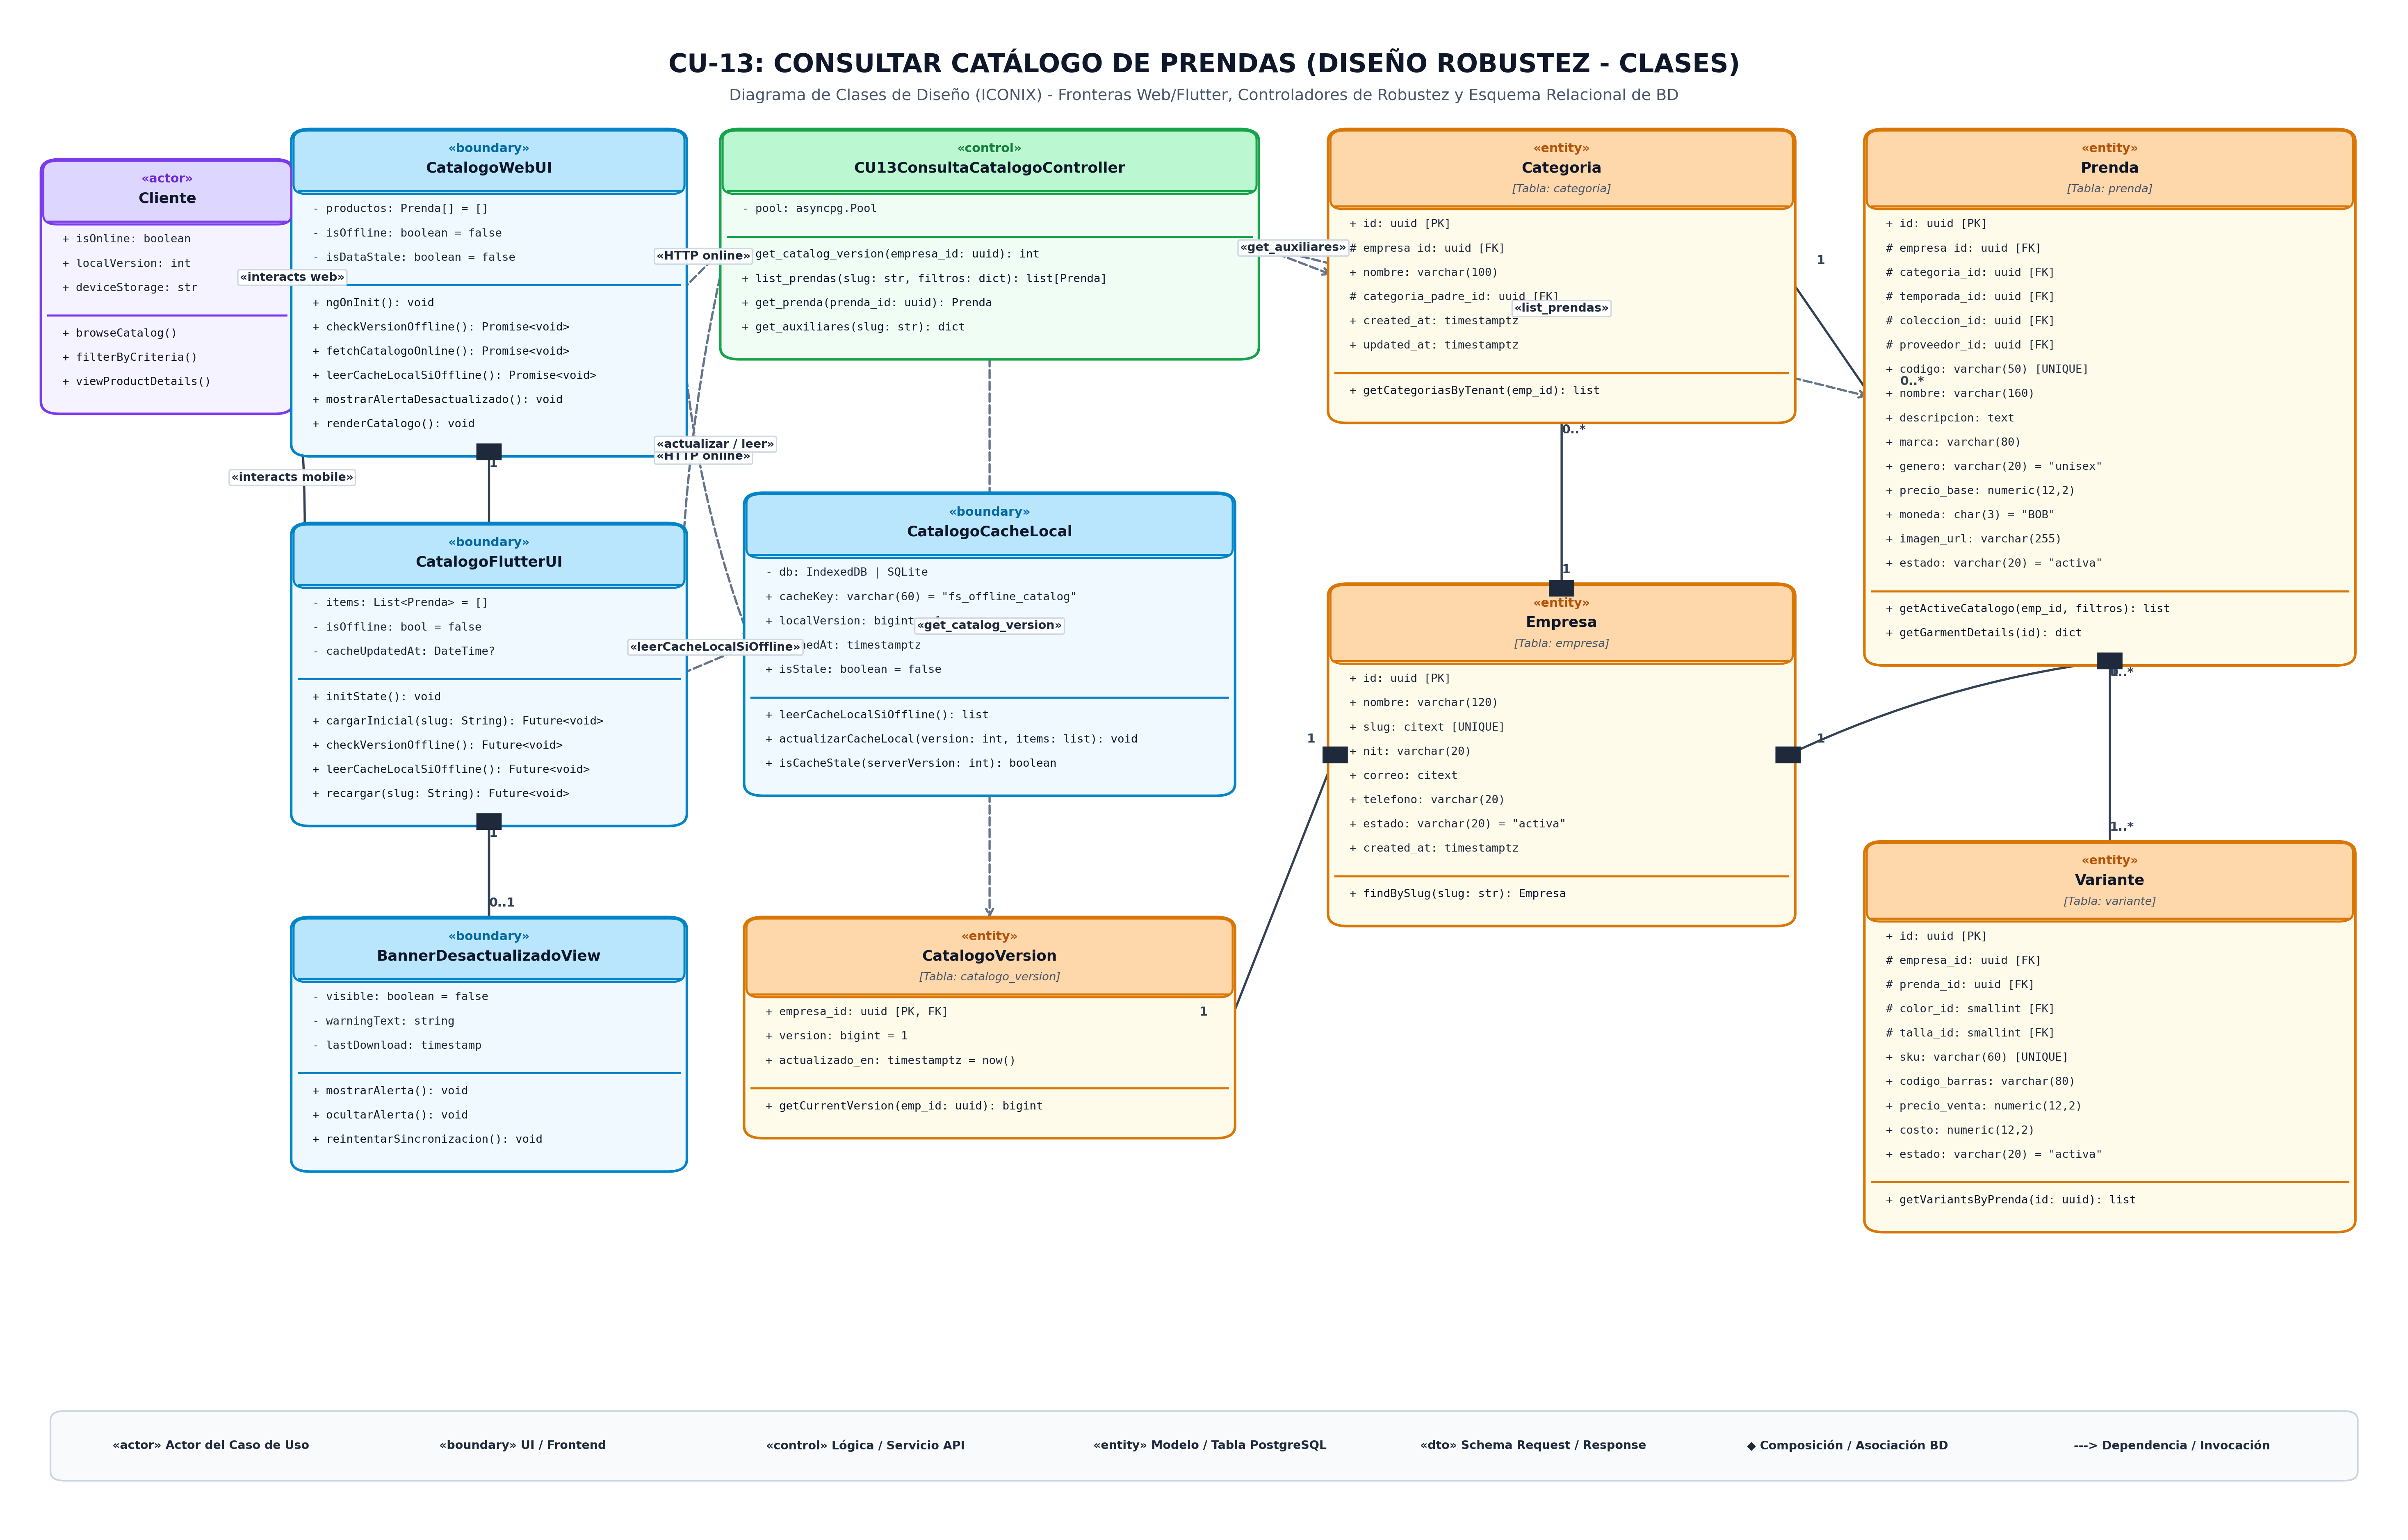 CU-13: CONSULTAR CATÁLOGO DE PRENDAS (DISEÑO ROBUSTEZ - CLASES)
Diagrama de Clases de Diseño (ICONIX) - Fronteras Web/Flutter, Controladores de Robustez y Esquema Relacional de BD
«actor»
Cliente
+ isOnline: boolean
+ localVersion: int
+ deviceStorage: str
+ browseCatalog()
+ filterByCriteria()
+ viewProductDetails()
«interacts web»
«interacts mobile»
«boundary»
CatalogoWebUI
- productos: Prenda[] = []
- isOffline: boolean = false
- isDataStale: boolean = false
+ ngOnInit(): void
+ checkVersionOffline(): Promise<void>
+ fetchCatalogoOnline(): Promise<void>
+ leerCacheLocalSiOffline(): Promise<void>
+ mostrarAlertaDesactualizado(): void
+ renderCatalogo(): void
1
«boundary»
CatalogoFlutterUI
- items: List<Prenda> = []
- isOffline: bool = false
- cacheUpdatedAt: DateTime?
+ initState(): void
+ cargarInicial(slug: String): Future<void>
+ checkVersionOffline(): Future<void>
+ leerCacheLocalSiOffline(): Future<void>
+ recargar(slug: String): Future<void>
1
0..1
«boundary»
BannerDesactualizadoView
- visible: boolean = false
- warningText: string
- lastDownload: timestamp
+ mostrarAlerta(): void
+ ocultarAlerta(): void
+ reintentarSincronizacion(): void
«HTTP online»
«actualizar / leer»
«HTTP online»
«leerCacheLocalSiOffline»
«control»
CU13ConsultaCatalogoController
- pool: asyncpg.Pool
get_catalog_version(empresa_id: uuid): int
+ list_prendas(slug: str, filtros: dict): list[Prenda]
+ get_prenda(prenda_id: uuid): Prenda
+ get_auxiliares(slug: str): dict
«boundary»
CatalogoCacheLocal
- db: IndexedDB | SQLite
+ cacheKey: varchar(60) = "fs_offline_catalog"
+ localVersion: bigint
«get_catalog_version»
timestamptz
+ isStale: boolean = false
+ leerCacheLocalSiOffline(): list
+ actualizarCacheLocal(version: int, items: list): void
+ isCacheStale(serverVersion: int): boolean
«entity»
CatalogoVersion
[Tabla: catalogo_version]
+ empresa_id: uuid [PK, FK]
1
+ version: bigint = 1
+ actualizado_en: timestamptz = now()
+ getCurrentVersion(emp_id: uuid): bigint
«get_auxiliares»
«entity»
Categoria
[Tabla: categoria]
+ id: uuid [PK]
# empresa_id: uuid [FK]
+ nombre: varchar(100)
# categoria_padre_id: uuid [FK]
«list_prendas»
+ created_at: timestamptz
+ updated_at: timestamptz
+ getCategoriasByTenant(emp_id): list
0..*
1
«entity»
Empresa
[Tabla: empresa]
+ id: uuid [PK]
+ nombre: varchar(120)
+ slug: citext [UNIQUE]
1
1
+ nit: varchar(20)
+ correo: citext
+ telefono: varchar(20)
+ estado: varchar(20) = "activa"
+ created_at: timestamptz
+ findBySlug(slug: str): Empresa
1
«entity»
Prenda
[Tabla: prenda]
+ id: uuid [PK]
# empresa_id: uuid [FK]
# categoria_id: uuid [FK]
# temporada_id: uuid [FK]
# coleccion_id: uuid [FK]
# proveedor_id: uuid [FK]
+ codigo: varchar(50) [UNIQUE]
0..*
+ nombre: varchar(160)
+ descripcion: text
+ marca: varchar(80)
+ genero: varchar(20) = "unisex"
+ precio_base: numeric(12,2)
+ moneda: char(3) = "BOB"
+ imagen_url: varchar(255)
+ estado: varchar(20) = "activa"
+ getActiveCatalogo(emp_id, filtros): list
+ getGarmentDetails(id): dict
1..*
«entity»
Variante
[Tabla: variante]
+ id: uuid [PK]
# empresa_id: uuid [FK]
# prenda_id: uuid [FK]
# color_id: smallint [FK]
# talla_id: smallint [FK]
+ sku: varchar(60) [UNIQUE]
+ codigo_barras: varchar(80)
+ precio_venta: numeric(12,2)
+ costo: numeric(12,2)
+ estado: varchar(20) = "activa"
+ getVariantsByPrenda(id: uuid): list
«actor» Actor del Caso de Uso
«boundary» UI / Frontend
«control» Lógica / Servicio API
«entity» Modelo / Tabla PostgreSQL
«dto» Schema Request / Response
◆ Composición / Asociación BD
---> Dependencia / Invocación